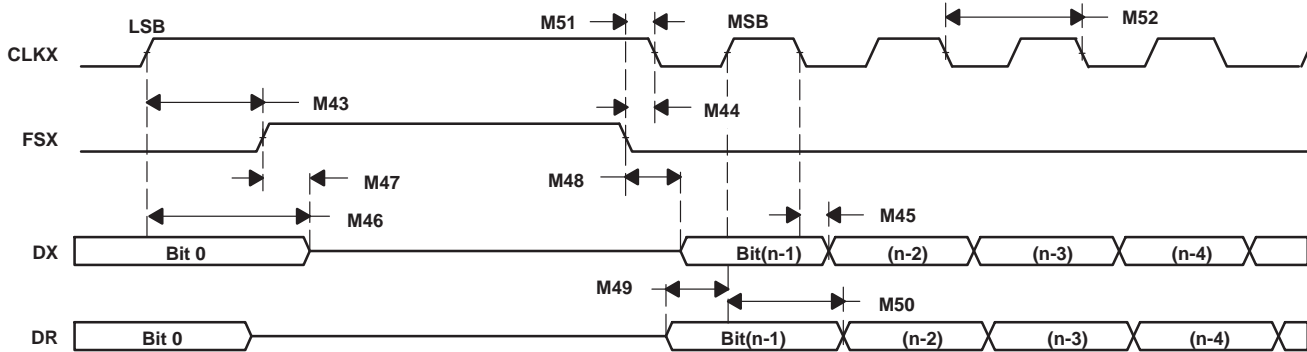 LSB M51 MSB M52
CLKX
M43 M44
FSX
M47 M48
M46 M45
DX Bit 0 Bit(n-1) (n-2) (n-3) (n-4)
M49 M50
DR Bit 0 Bit(n-1) (n-2) (n-3) (n-4)